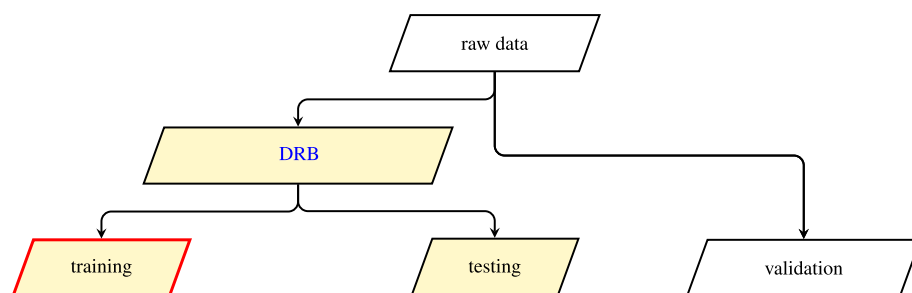 raw data
DRB
training
testing
validation